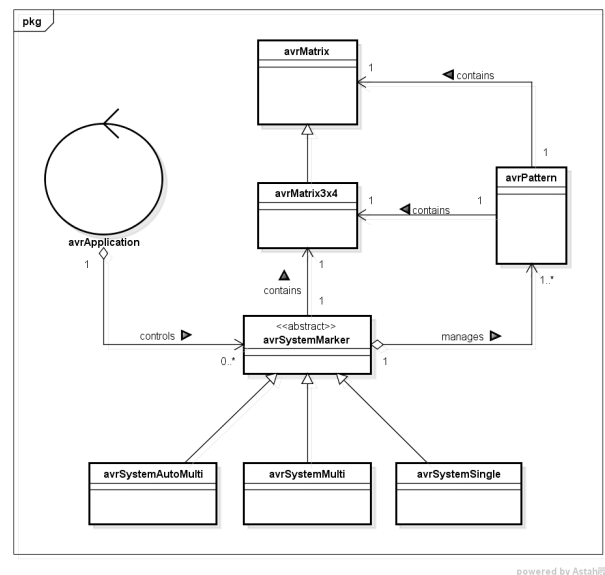 pkg
avrMatrix
1
contains
1
avrPattern
avrMatrix3x4
1
contains
1
avrApplication
1
1
contains
1
1..*
<<abstract>>
avrSystemMarker
controls
0..*
manages
1
avrSystemAutoMulti
avrSystemMulti
avrSystemSingle
powered by Astah